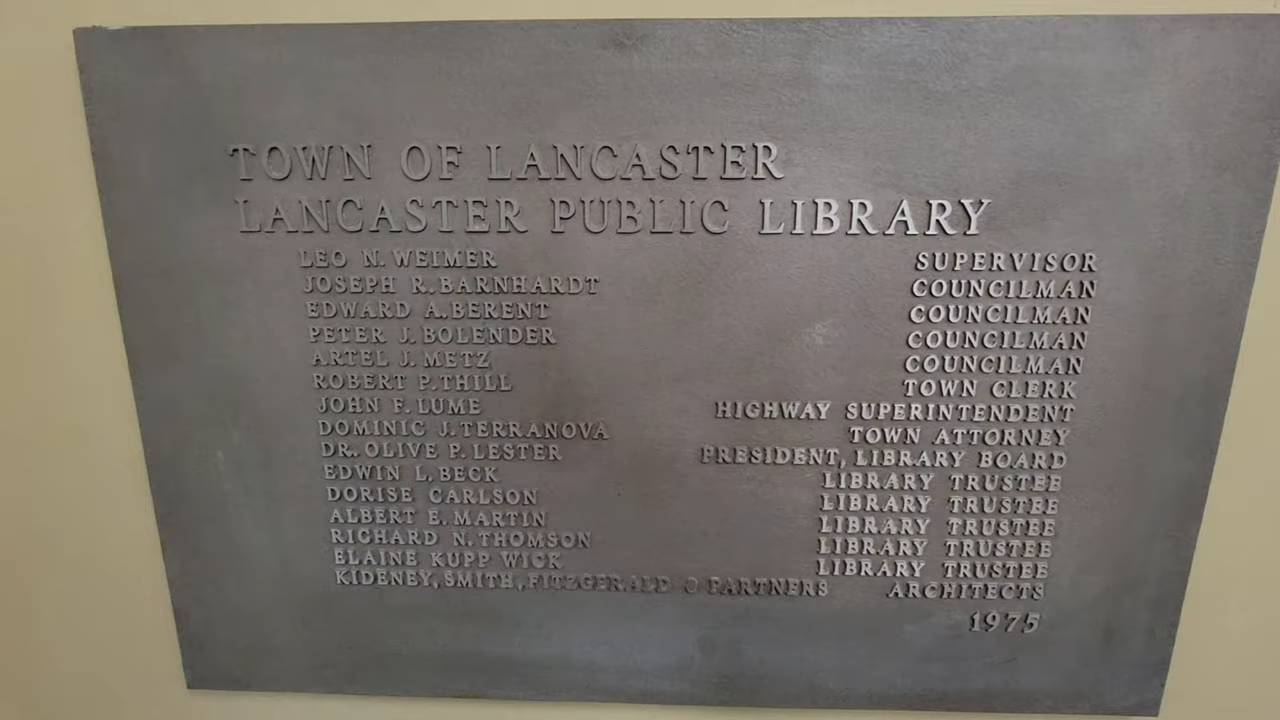 TOWN OF LANCASTER
LANCASTER PUBLIC LIBRARY
LEO N. WEIMER SUPERVISOR
JOSEPH R. BARNHARDT COUNCILMAN
EDWARD A. BERENT COUNCILMAN
PETER J. BOLENDER COUNCILMAN
ARTEL J. METZ COUNCILMAN
ROBERT P. THILL TOWN CLERK
JOHN F. LUME HIGHWAY SUPERINTENDENT
DOMINIC J. TERRANOVA TOWN ATTORNEY
DR. OLIVE P. LESTER PRESIDENT, LIBRARY BOARD
EDWIN L. BECK LIBRARY TRUSTEE
DORISE CARLSON LIBRARY TRUSTEE
ALBERT E. MARTIN LIBRARY TRUSTEE
RICHARD N. THOMSON LIBRARY TRUSTEE
ELAINE KUPP WICK LIBRARY TRUSTEE
KIDENEY, SMITH, FITZGERALD & PARTNERS ARCHITECTS
1975